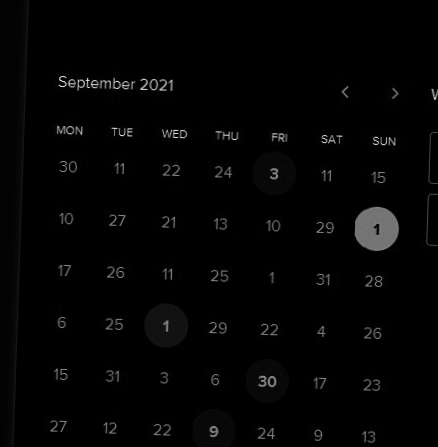 September 2021 < >
MON TUE WED THU FRI SAT SUN
30 11 22 24 3 11 15
10 27 21 13 10 29 1
17 26 11 25 1 31 28
6 25 1 29 22 4 26
15 31 3 6 30 17 23
27 12 22 9 24 9 13